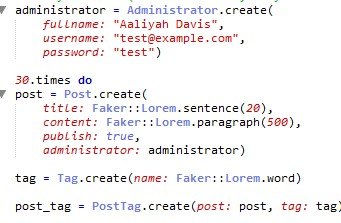 administrator = Administrator.create(
fullname: "Aaliyah Davis",
username: "test@example.com",
password: "test")
30.times do
post = Post.create(
title: Faker::Lorem.sentence(20),
content: Faker::Lorem.paragraph(500),
publish: true,
administrator: administrator)
tag = Tag.create(name: Faker::Lorem.word)
post_tag = PostTag.create(post: post, tag: tag)